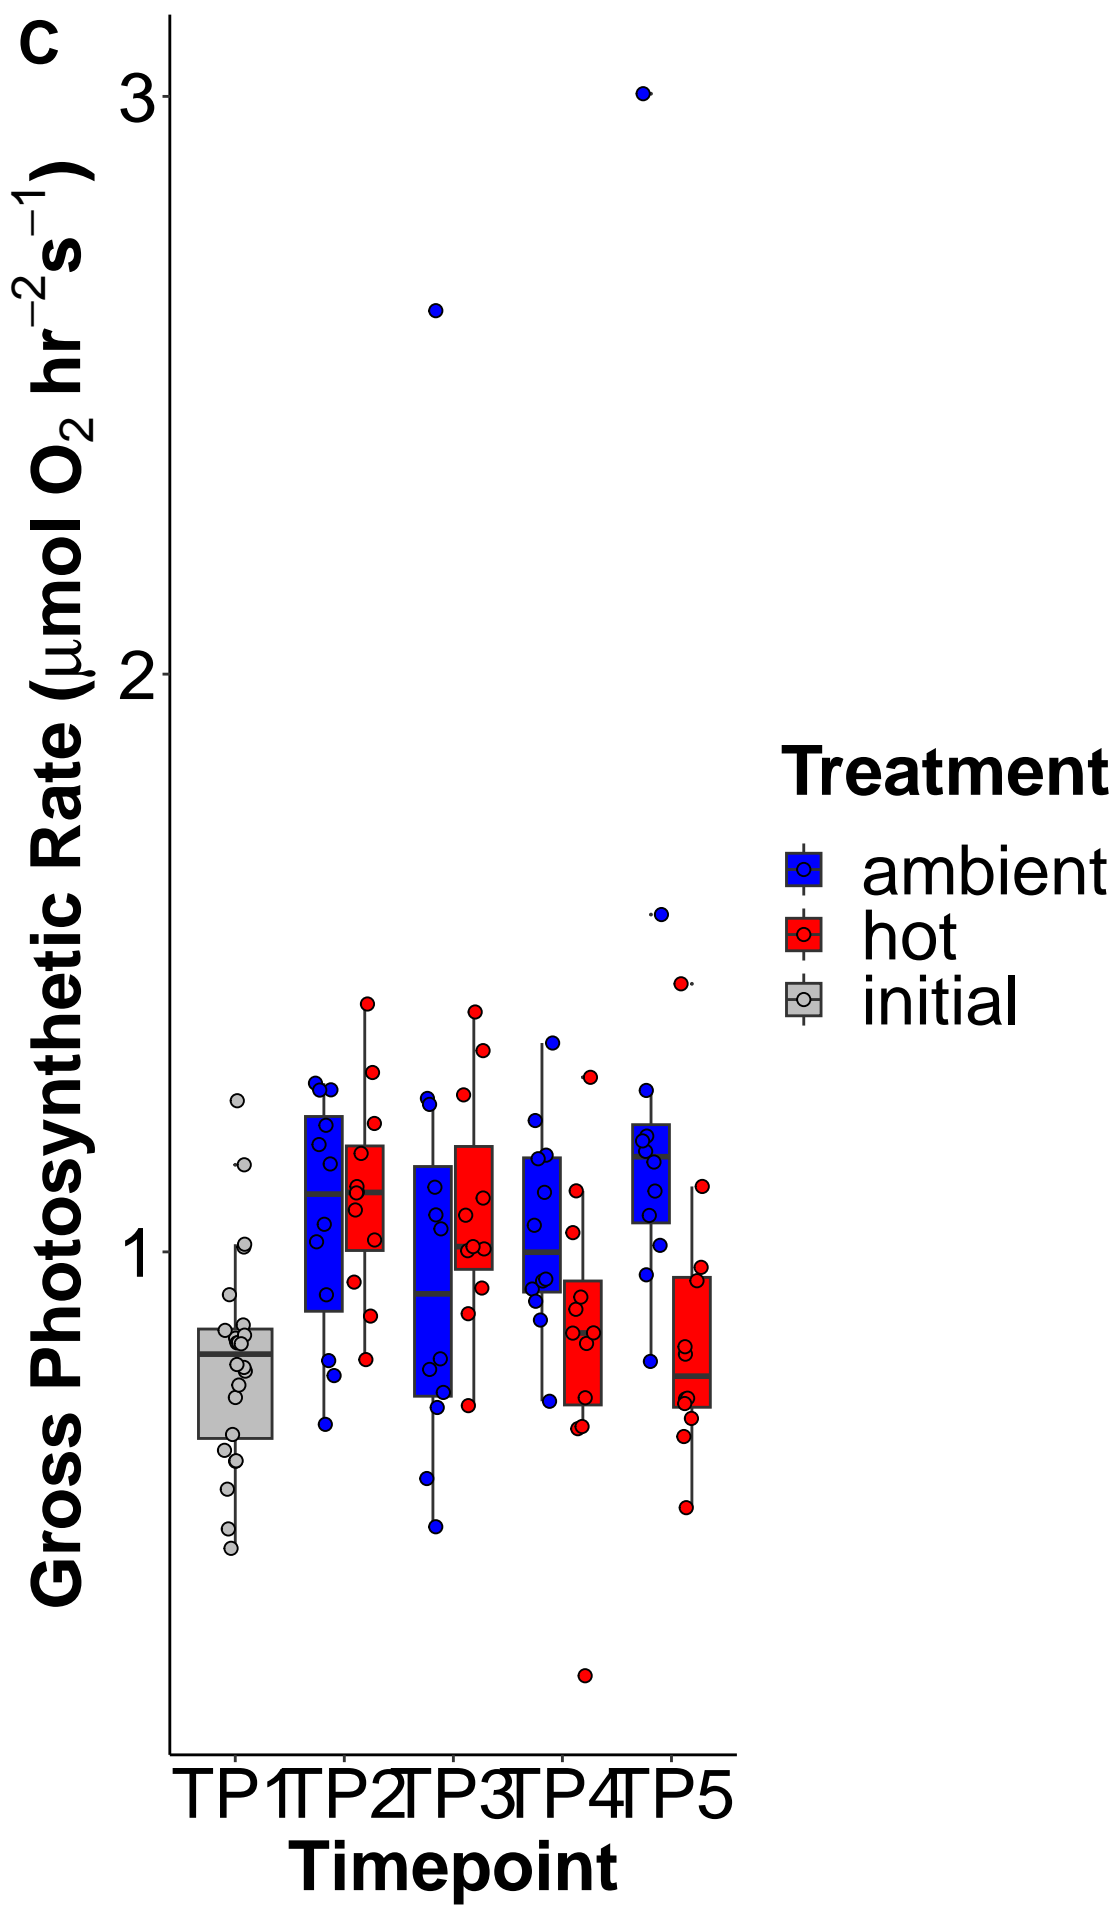 C
Gross Photosynthetic Rate (μmol O₂ hr⁻²s⁻¹)
3
2
1
TP1
TP2
TP3
TP4
TP5
Timepoint
Treatment
ambient
hot
initial